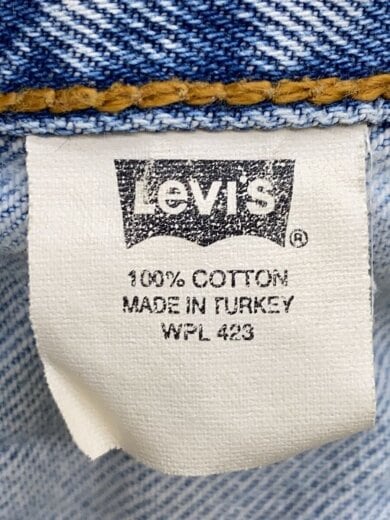 Levi's ®
100% COTTON
MADE IN TURKEY
WPL 423